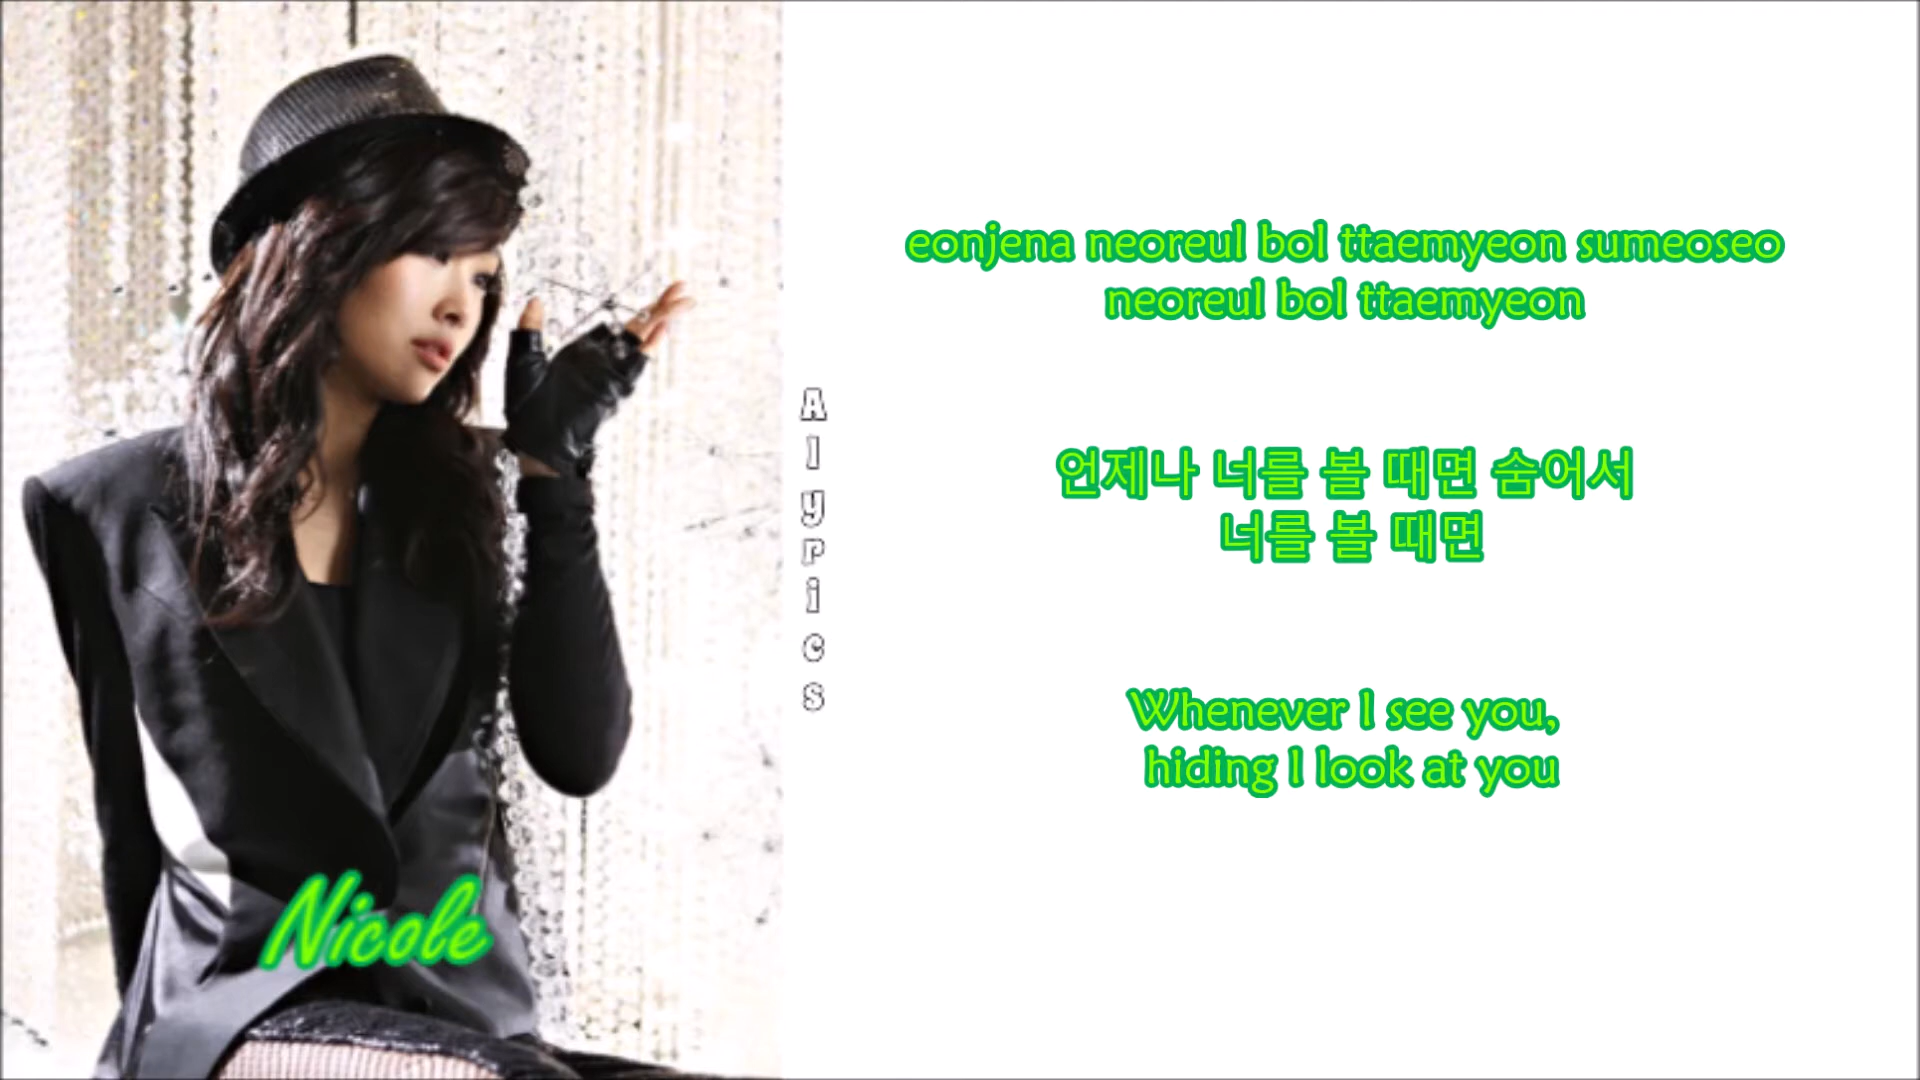 eonjena neoreul bol ttaemyeon sumeoseo
neoreul bol ttaemyeon
언제나 너를 볼 때면 숨어서
너를 볼 때면
Whenever I see you,
hiding I look at you
Alyrics
Nicole